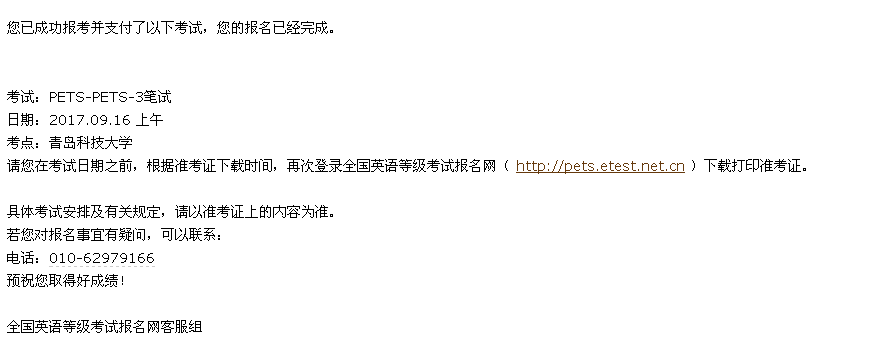 您已成功报考并支付了以下考试，您的报名已经完成。
考试：PETS-PETS-3笔试
日期：2017.09.16 上午
考点：青岛科技大学
请您在考试日期之前，根据准考证下载时间，再次登录全国英语等级考试报名网（ http://pets.etest.net.cn ）下载打印准考证。
具体考试安排及有关规定，请以准考证上的内容为准。
若您对报名事宜有疑问，可以联系：
电话：010-62979166
预祝您取得好成绩！
全国英语等级考试报名网客服组